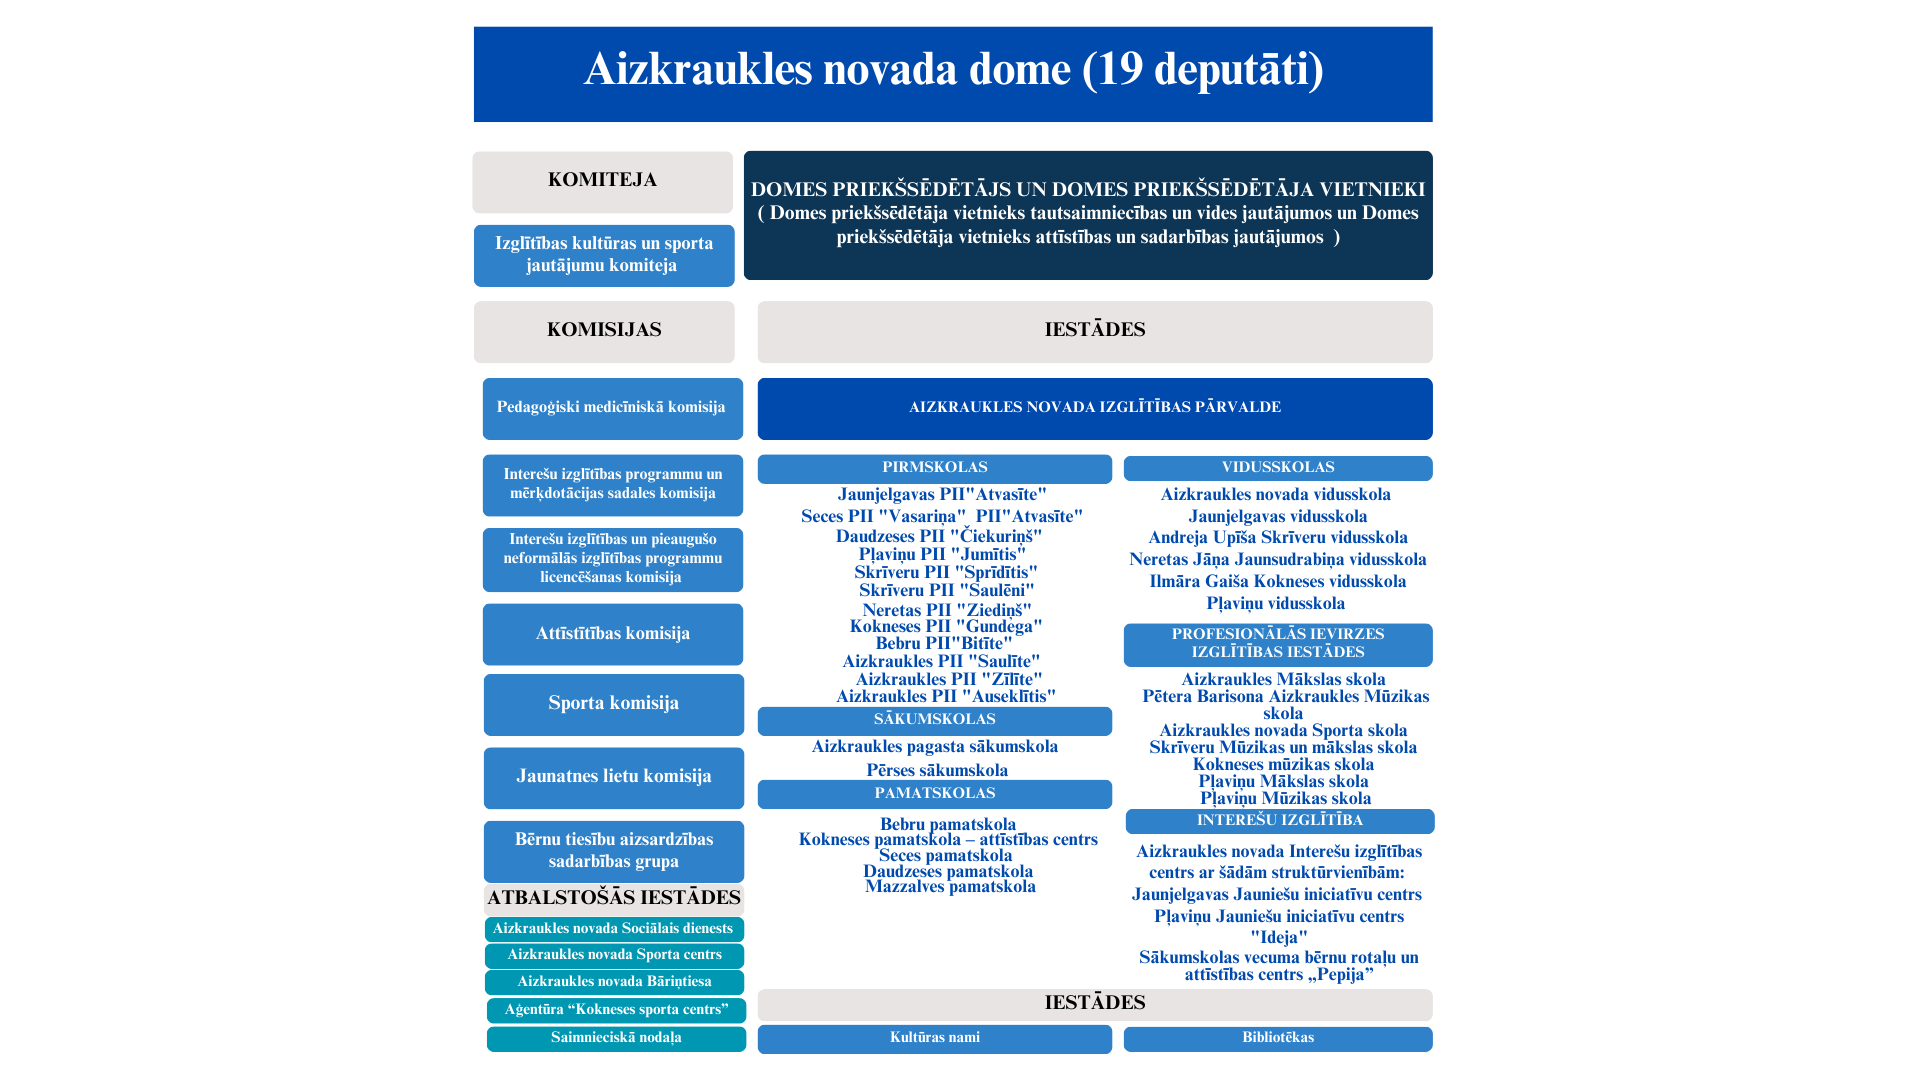 Aizkraukles novada dome (19 deputāti)
KOMITEJA
Izglītības kultūras un sporta
jautājumu komiteja
DOMES PRIEKŠSĒDĒTĀJS UN DOMES PRIEKŠSĒDĒTĀJA VIETNIEKI
( Domes priekšsēdētāja vietnieks tautsaimniecības un vides jautājumos un Domes
priekšsēdētāja vietnieks attīstības un sadarbības jautājumos )
KOMISIJAS
Pedagoģiski medicīniskā komisija
Interešu izglītības programmu un
mērķdotācijas sadales komisija
Interešu izglītības un pieaugušo
neformālās izglītības programmu
licencēšanas komisija
Attīstītības komisija
Sporta komisija
Jaunatnes lietu komisija
Bērnu tiesību aizsardzības
sadarbības grupa
ATBALSTOŠĀS IESTĀDES
Aizkraukles novada Sociālais dienests
Aizkraukles novada Sporta centrs
Aizkraukles novada Bāriņtiesa
Aģentūra “Kokneses sporta centrs”
Saimnieciskā nodaļa
IESTĀDES
AIZKRAUKLES NOVADA IZGLĪTĪBAS PĀRVALDE
PIRMSKOLAS
Jaunjelgavas PII"Atvasīte"
Seces PII "Vasariņa" PII"Atvasīte"
Daudzeses PII "Čiekuriņš"
Pļaviņu PII "Jumītis"
Skrīveru PII "Sprīdītis"
Skrīveru PII "Saulēni"
Neretas PII "Ziediņš"
Kokneses PII "Gundega"
Bebru PII"Bitīte"
Aizkraukles PII "Saulīte"
Aizkraukles PII "Zīlīte"
Aizkraukles PII "Auseklītis"
SĀKUMSKOLAS
Aizkraukles pagasta sākumskola
Pērses sākumskola
PAMATSKOLAS
Bebru pamatskola
Kokneses pamatskola – attīstības centrs
Seces pamatskola
Daudzeses pamatskola
Mazzalves pamatskola
VIDUSSKOLAS
Aizkraukles novada vidusskola
Jaunjelgavas vidusskola
Andreja Upīša Skrīveru vidusskola
Neretas Jāņa Jaunsudrabiņa vidusskola
Ilmāra Gaiša Kokneses vidusskola
Pļaviņu vidusskola
PROFESIONĀLĀS IEVIRZES
IZGLĪTĪBAS IESTĀDES
Aizkraukles Mākslas skola
Pētera Barisona Aizkraukles Mūzikas
skola
Aizkraukles novada Sporta skola
Skrīveru Mūzikas un mākslas skola
Kokneses mūzikas skola
Pļaviņu Mākslas skola
Pļaviņu Mūzikas skola
INTEREŠU IZGLĪTĪBA
Aizkraukles novada Interešu izglītības
centrs ar šādām struktūrvienībām:
Jaunjelgavas Jauniešu iniciatīvu centrs
Pļaviņu Jauniešu iniciatīvu centrs
"Ideja"
Sākumskolas vecuma bērnu rotaļu un
attīstības centrs „Pepija”
IESTĀDES
Kultūras nami
Bibliotēkas